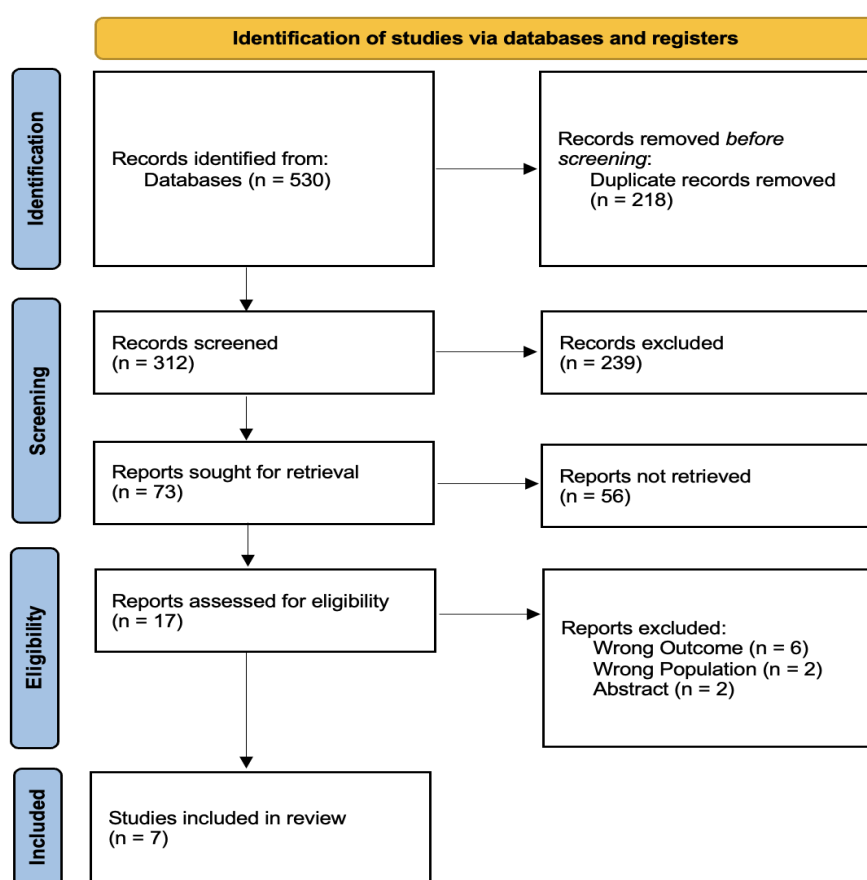 Identification of studies via databases and registers
Identification
Records identified from:
Databases (n = 530)
Records removed before
screening:
Duplicate records removed
(n = 218)
Screening
Records screened
(n = 312)
Records excluded
(n = 239)
Reports sought for retrieval
(n = 73)
Reports not retrieved
(n = 56)
Eligibility
Reports assessed for eligibility
(n = 17)
Reports excluded:
Wrong Outcome (n = 6)
Wrong Population (n = 2)
Abstract (n = 2)
Included
Studies included in review
(n = 7)